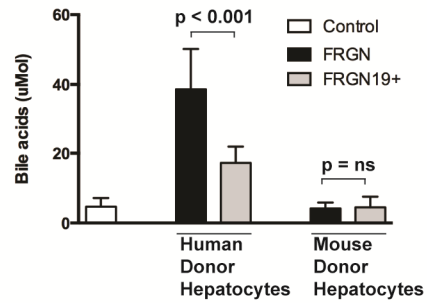 60
40
20
0
Bile acids (uMol)
p < 0.001
Control
FRGN
FRGN19+
p = ns
Human
Donor
Hepatocytes
Mouse
Donor
Hepatocytes